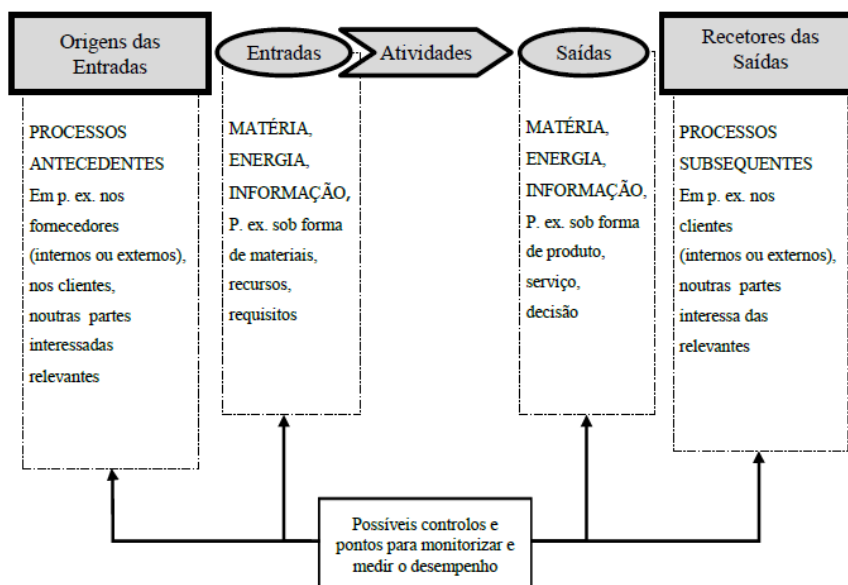 Origens das
Entradas
Entradas
Atividades
Saídas
Recetores das
Saídas
PROCESSOS
ANTECEDENTES
Em p. ex. nos
fornecedores
(internos ou externos),
nos clientes,
noutras partes
interessadas
relevantes
MATÉRIA,
ENERGIA,
INFORMAÇÃO,
P. ex. sob forma
de materiais,
recursos,
requisitos
MATÉRIA,
ENERGIA,
INFORMAÇÃO,
P. ex. sob forma
de produto,
serviço,
decisão
PROCESSOS
SUBSEQUENTES
Em p. ex. nos
clientes
(internos ou externos),
noutras partes
interessa das
relevantes
Possíveis controlos e
pontos para monitorizar e
medir o desempenho